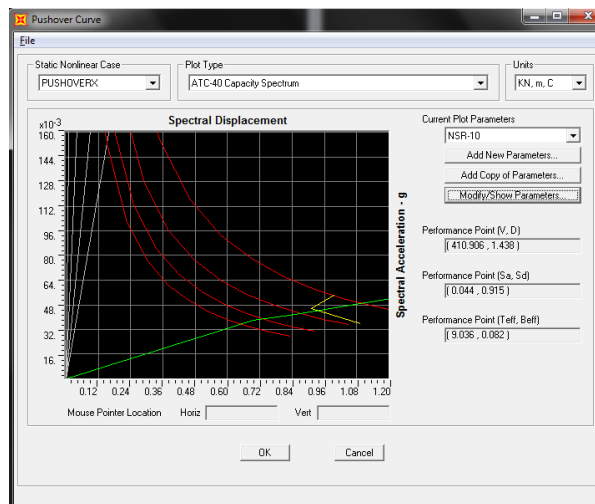 Pushover Curve
File
Static Nonlinear Case
PUSHOVERX
Plot Type
ATC-40 Capacity Spectrum
Units
KN, m, C
Spectral Displacement
x10-3
160.
144.
128.
112.
96.
80.
64.
48.
32.
16.
0.12 0.24 0.36 0.48 0.60 0.72 0.84 0.96 1.08 1.20
Spectral Acceleration - g
Mouse Pointer Location Horiz Vert
Current Plot Parameters
NSR-10
Add New Parameters...
Add Copy of Parameters...
Modify/Show Parameters...
Performance Point (V, D)
( 410.906 , 1.438 )
Performance Point (Sa, Sd)
( 0.044 , 0.915 )
Performance Point (Teff, Beff)
( 9.036 , 0.082 )
OK Cancel